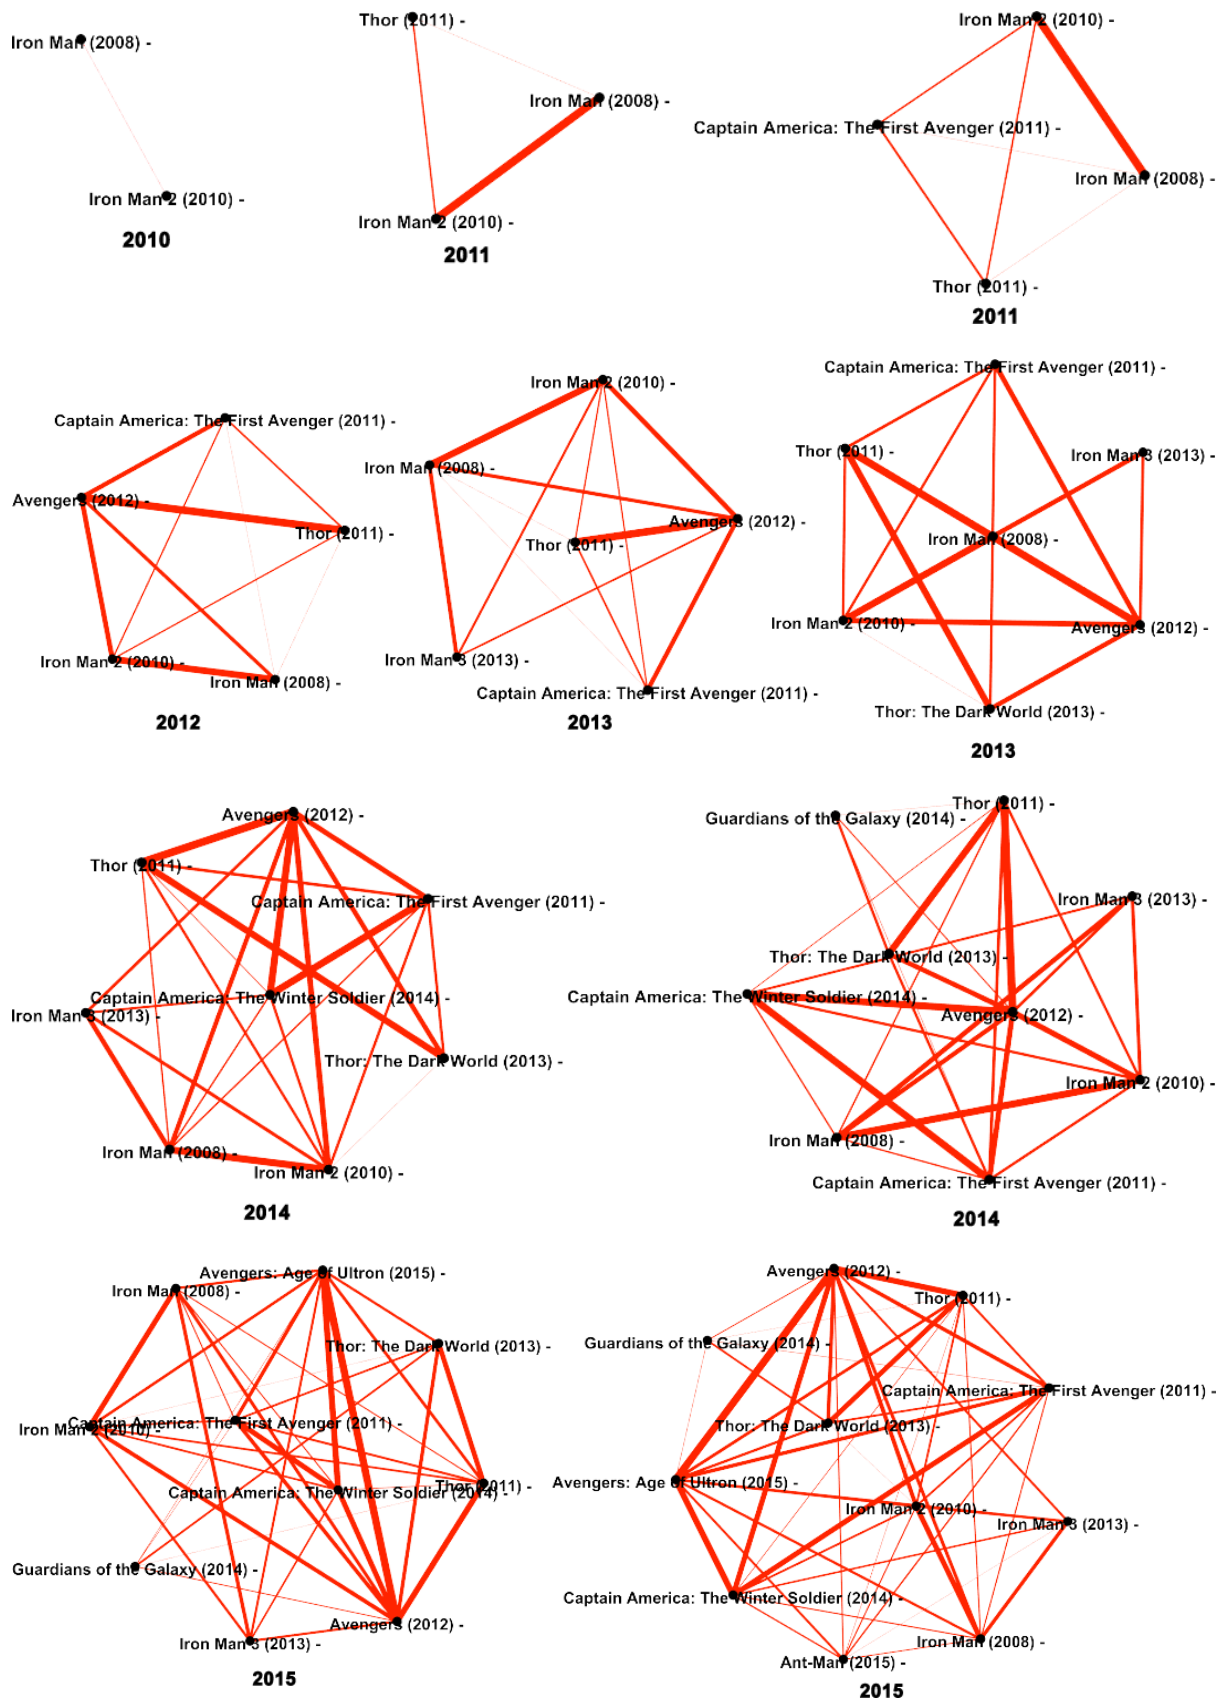 Iron Man (2008) -
Iron Man 2 (2010) -
2010
Thor (2011) -
Iron Man (2008) -
Iron Man 2 (2010) -
2011
Iron Man 2 (2010) -
Captain America: The First Avenger (2011) -
Iron Man (2008) -
Thor (2011) -
2011
Captain America: The First Avenger (2011) -
Avengers (2012) -
Thor (2011) -
Iron Man 2 (2010) -
Iron Man (2008) -
2012
Iron Man 2 (2010) -
Iron Man (2008) -
Avengers (2012) -
Thor (2011) -
Iron Man 3 (2013) -
Captain America: The First Avenger (2011) -
2013
Captain America: The First Avenger (2011) -
Thor (2011) -
Iron Man 3 (2013) -
Iron Man (2008) -
Iron Man 2 (2010) -
Avengers (2012) -
Thor: The Dark World (2013) -
2013
Avengers (2012) -
Thor (2011) -
Captain America: The First Avenger (2011) -
Captain America: The Winter Soldier (2014) -
Iron Man 3 (2013) -
Thor: The Dark World (2013) -
Iron Man (2008) -
Iron Man 2 (2010) -
2014
Thor (2011) -
Guardians of the Galaxy (2014) -
Iron Man 3 (2013) -
Thor: The Dark World (2013) -
Captain America: The Winter Soldier (2014) -
Avengers (2012) -
Iron Man 2 (2010) -
Iron Man (2008) -
Captain America: The First Avenger (2011) -
2014
Avengers: Age of Ultron (2015) -
Iron Man (2008) -
Thor: The Dark World (2013) -
Captain America: The First Avenger (2011) -
Iron Man 2 (2010) -
Thor (2011) -
Captain America: The Winter Soldier (2014) -
Guardians of the Galaxy (2014) -
Avengers (2012) -
Iron Man 3 (2013) -
2015
Avengers (2012) -
Thor (2011) -
Guardians of the Galaxy (2014) -
Captain America: The First Avenger (2011) -
Thor: The Dark World (2013) -
Avengers: Age of Ultron (2015) -
Iron Man 2 (2010) -
Iron Man 3 (2013) -
Captain America: The Winter Soldier (2014) -
Iron Man (2008) -
Ant-Man (2015) -
2015